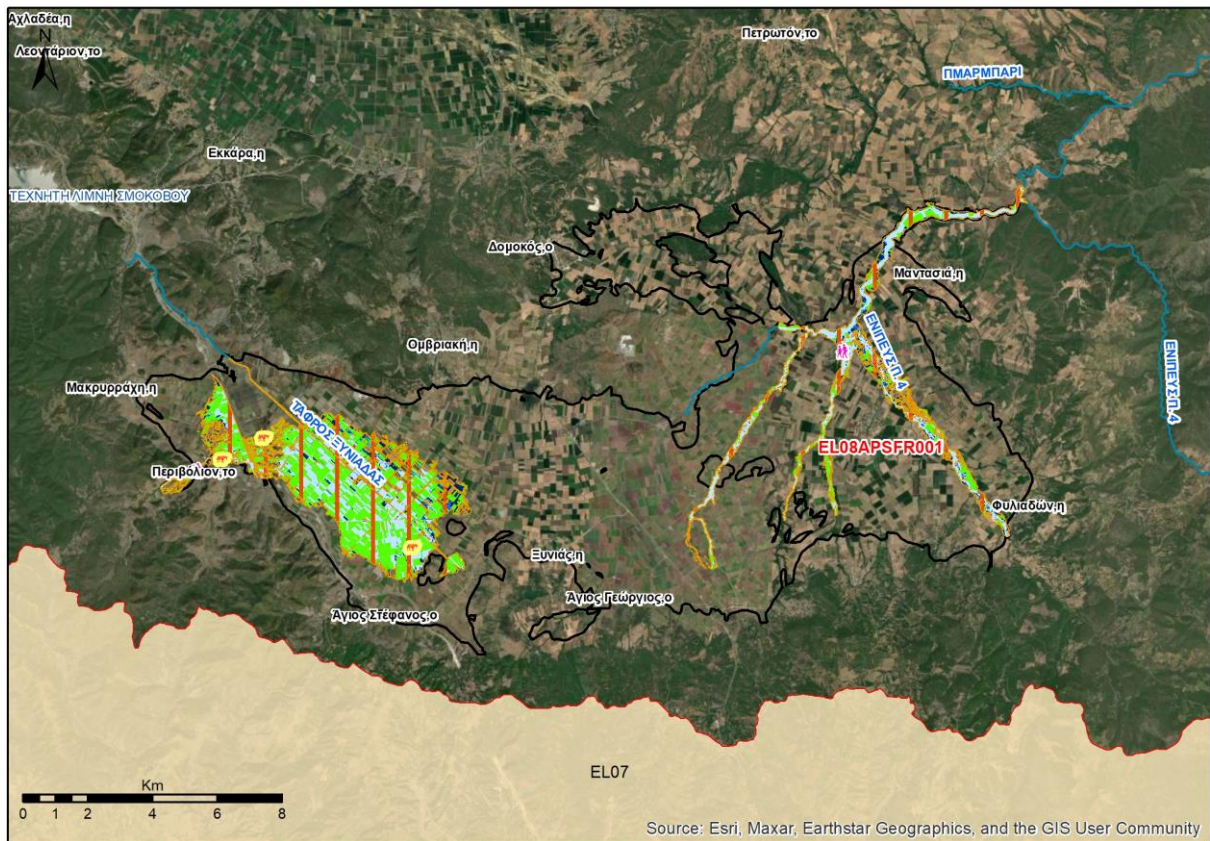 Αχλαδέα,η
N
Λεοντάριον,το
Πετρωτόν,το
ΠΜΑΡΜΠΑΡΙ
Εκκάρα,η
ΤΕΧΝΗΤΗ ΛΙΜΝΗ ΣΜΟΚΟΒΟΥ
Δομοκός,ο
Μαντασιά,η
Ομβριακή,η
ΕΝΙΠΕΥΣ Π. 4
ΕΝΙΠΕΥΣ Π. 4
Μακρυρράχη,η
ΤΑΦΡΟΣ ΞΥΝΙΑΔΑΣ
EL08APSFR001
Περιβόλιον,το
Φυλιαδών,η
Ξυνιάς,η
Άγιος Γεώργιος,ο
Άγιος Στέφανος,ο
EL07
Km
0 1 2 4 6 8
Source: Esri, Maxar, Earthstar Geographics, and the GIS User Community